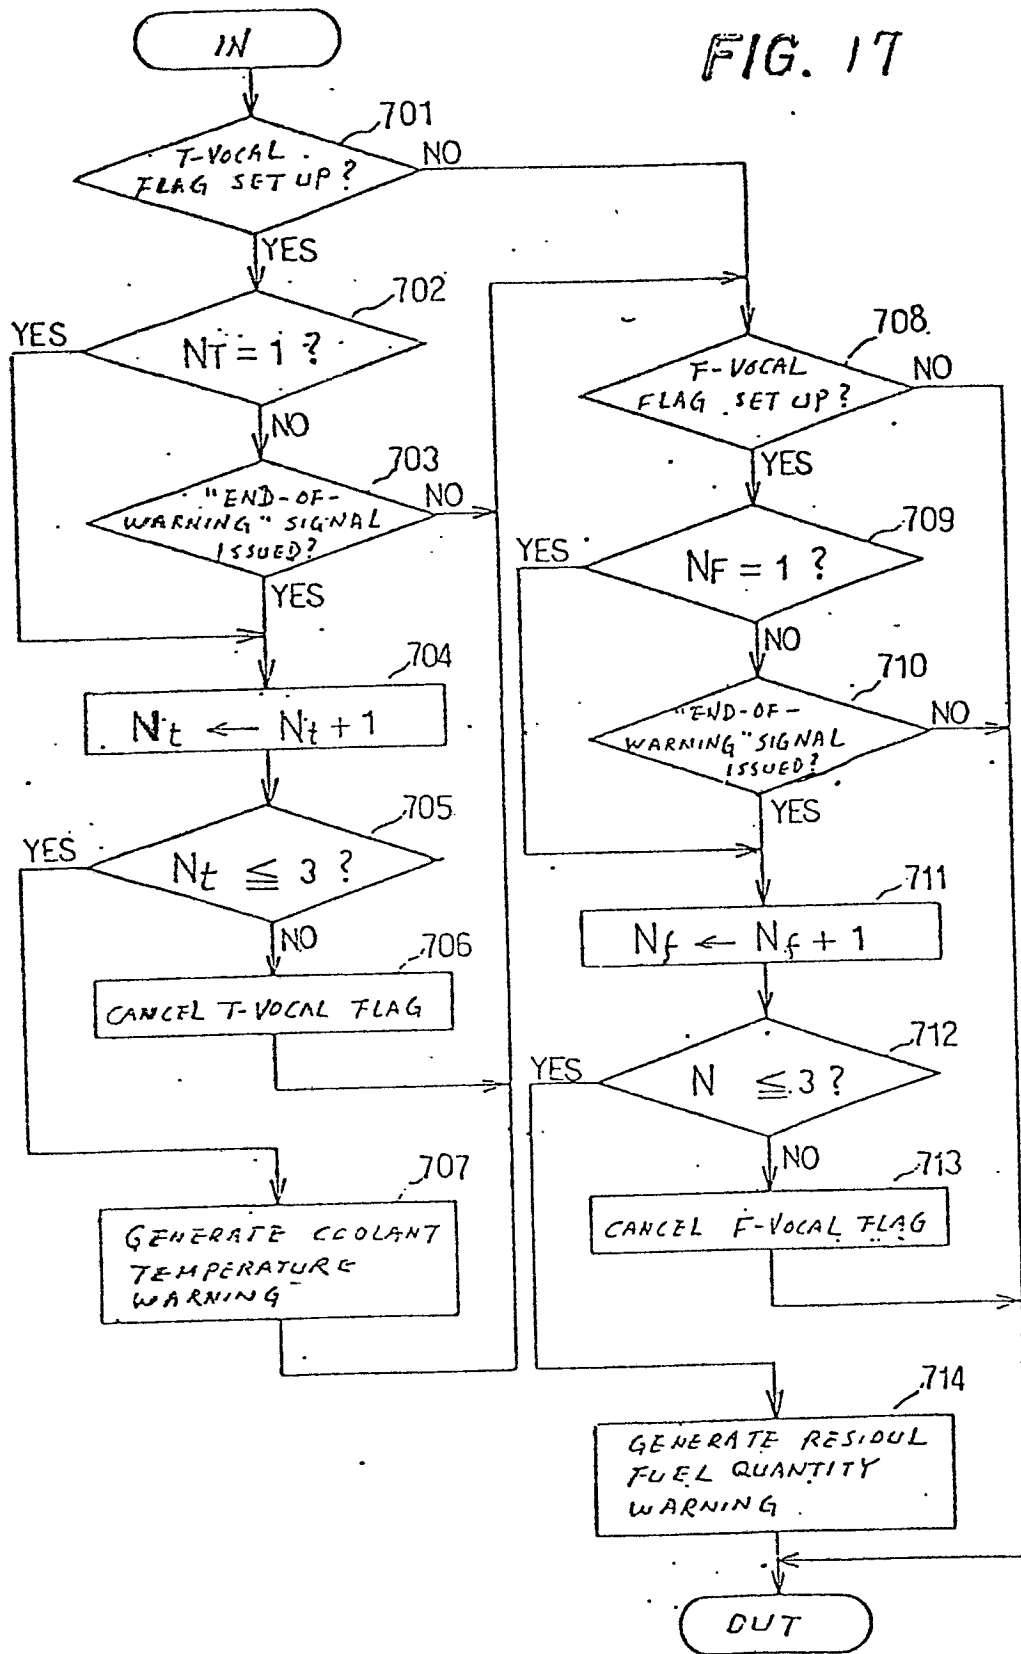 FIG. 17
IN
701
T-VOCAL
FLAG SET UP?
NO
YES
702
YES
NT = 1 ?
NO
703
"END-OF-
WARNING" SIGNAL
ISSUED?
NO
YES
704
Nt ← Nt + 1
705
YES
Nt ≦ 3 ?
NO
706
CANCEL T-VOCAL FLAG
707
GENERATE COOLANT
TEMPERATURE
WARNING
708
F-VOCAL
FLAG SET UP?
NO
YES
709
YES
NF = 1 ?
NO
710
"END-OF-
WARNING" SIGNAL
ISSUED?
NO
YES
711
Nf ← Nf + 1
712
YES
N ≦ 3 ?
NO
713
CANCEL F-VOCAL FLAG
714
GENERATE RESIDUL
FUEL QUANTITY
WARNING
OUT